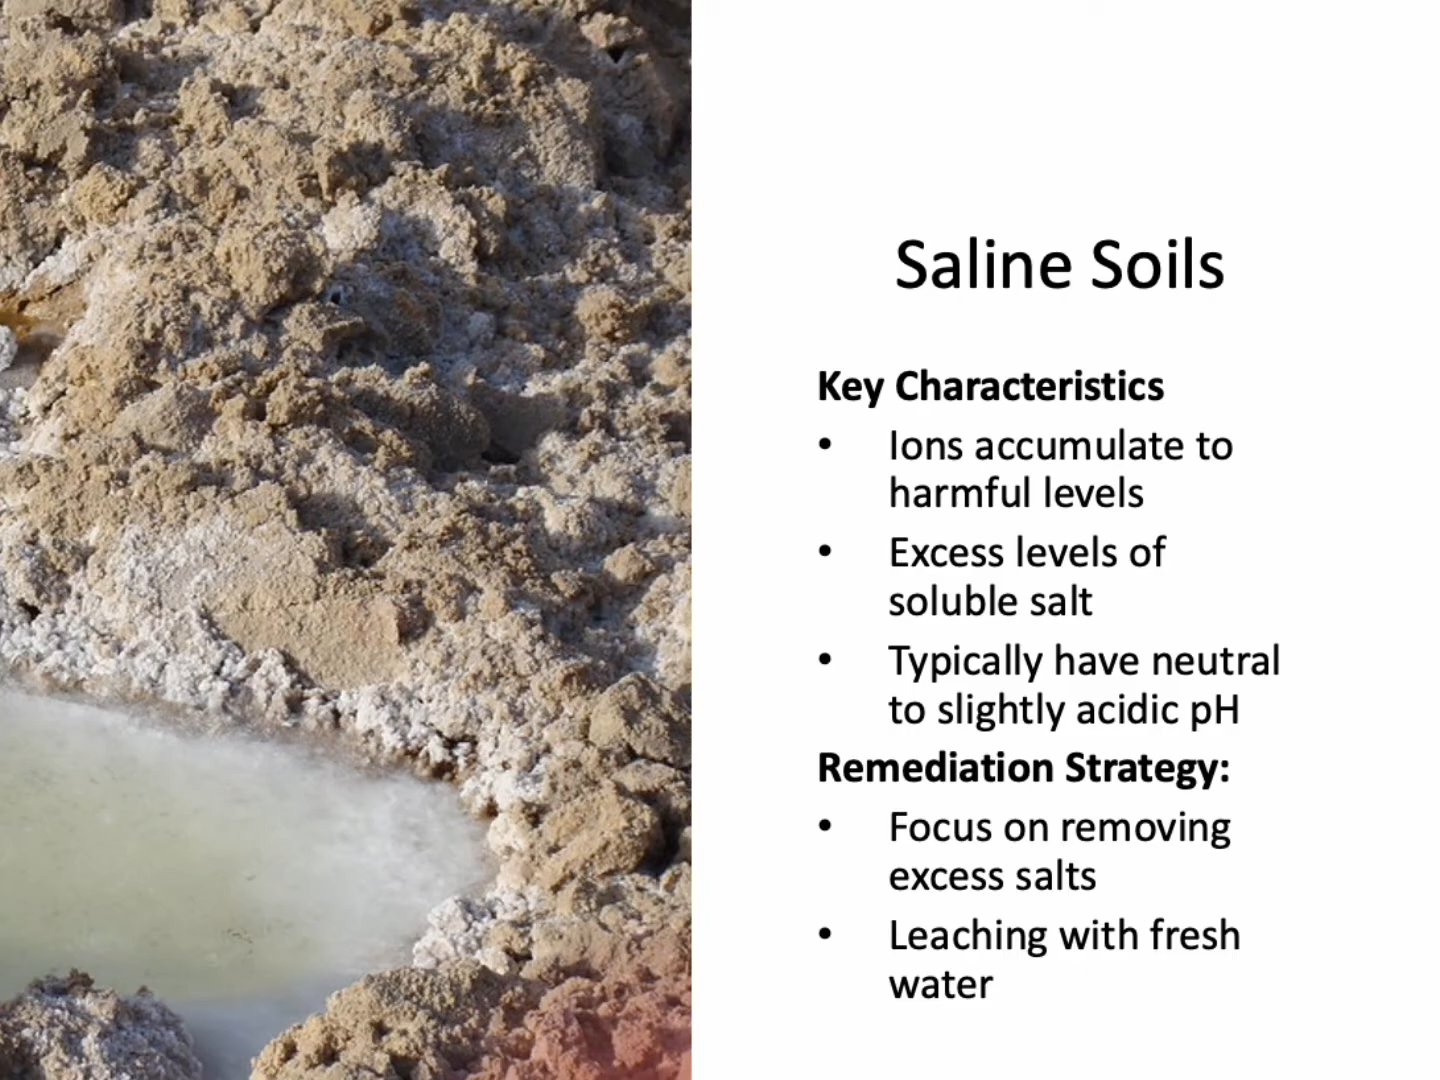 Saline Soils
Key Characteristics
• Ions accumulate to
harmful levels
• Excess levels of
soluble salt
• Typically have neutral
to slightly acidic pH
Remediation Strategy:
• Focus on removing
excess salts
• Leaching with fresh
water